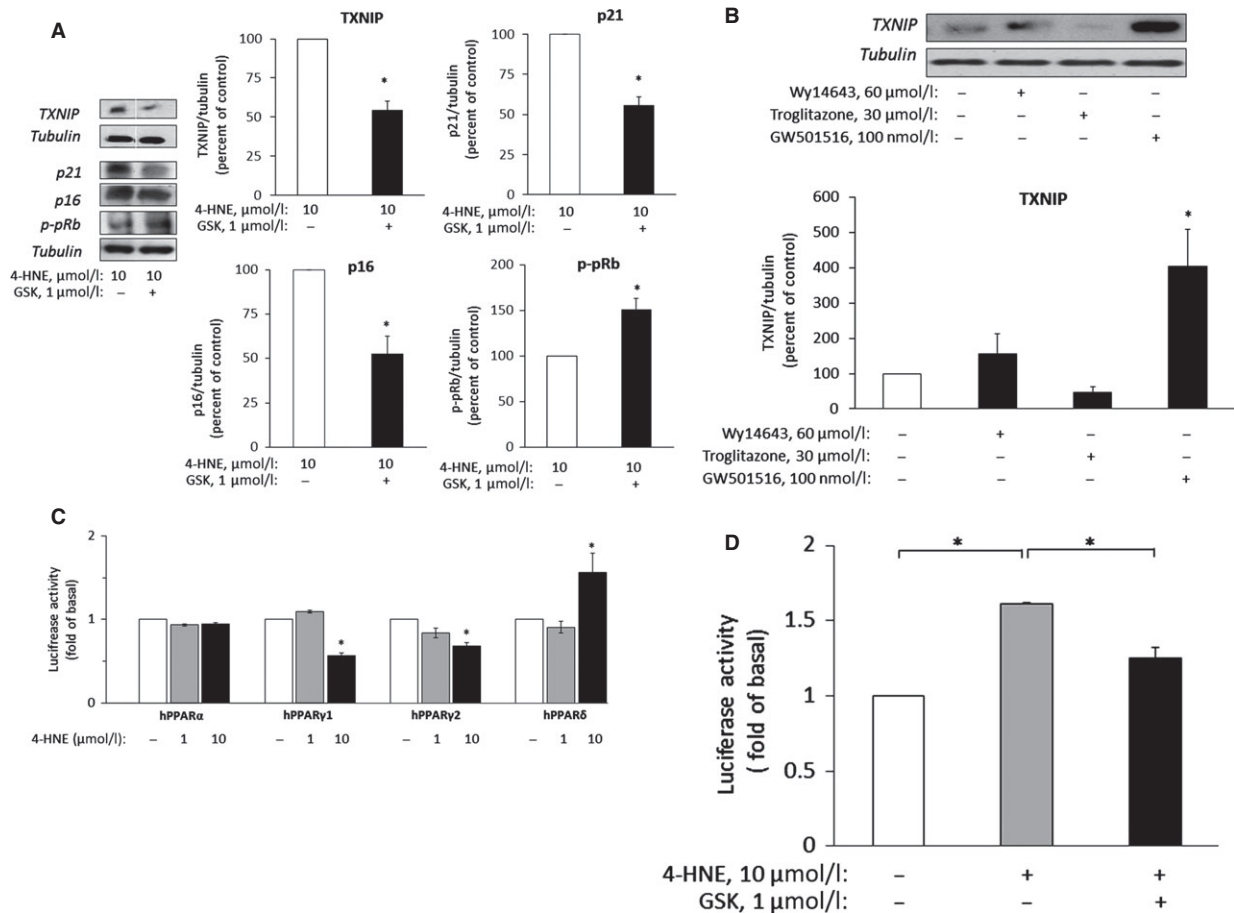 A
TXNIP
Tubulin
p21
p16
p-pRb
Tubulin
4-HNE, μmol/l: 10 10
GSK, 1 μmol/l: – +
TXNIP
TXNIP/tubulin
(percent of control)
100
75
50
25
0
*
4-HNE, μmol/l: 10 10
GSK, 1 μmol/l: – +
p21
p21/tubulin
(percent of control)
100
75
50
25
0
*
4-HNE, μmol/l: 10 10
GSK, 1 μmol/l: – +
p16
p16/tubulin
(percent of control)
100
75
50
25
0
*
4-HNE, μmol/l: 10 10
GSK, 1 μmol/l: – +
p-pRb
p-pRb/tubulin
(percent of control)
200
150
100
50
0
*
4-HNE, μmol/l: 10 10
GSK, 1 μmol/l: – +
B
TXNIP
Tubulin
Wy14643, 60 μmol/l: – + – –
Troglitazone, 30 μmol/l: – – + –
GW501516, 100 nmol/l: – – – +
TXNIP
TXNIP/tubulin
(percent of control)
600
500
400
300
200
100
0
*
Wy14643, 60 μmol/l: – + – –
Troglitazone, 30 μmol/l: – – + –
GW501516, 100 nmol/l: – – – +
C
Lucifrease activity
(fold of basal)
2
1
0
* * *
hPPARα hPPARγ1 hPPARγ2 hPPARδ
4-HNE (μmol/l): – 1 10 – 1 10 – 1 10 – 1 10
D
Luciferase activity
( fold of basal)
2
1.5
1
0.5
0
* *
4-HNE, 10 μmol/l: – + +
GSK, 1 μmol/l: – – +